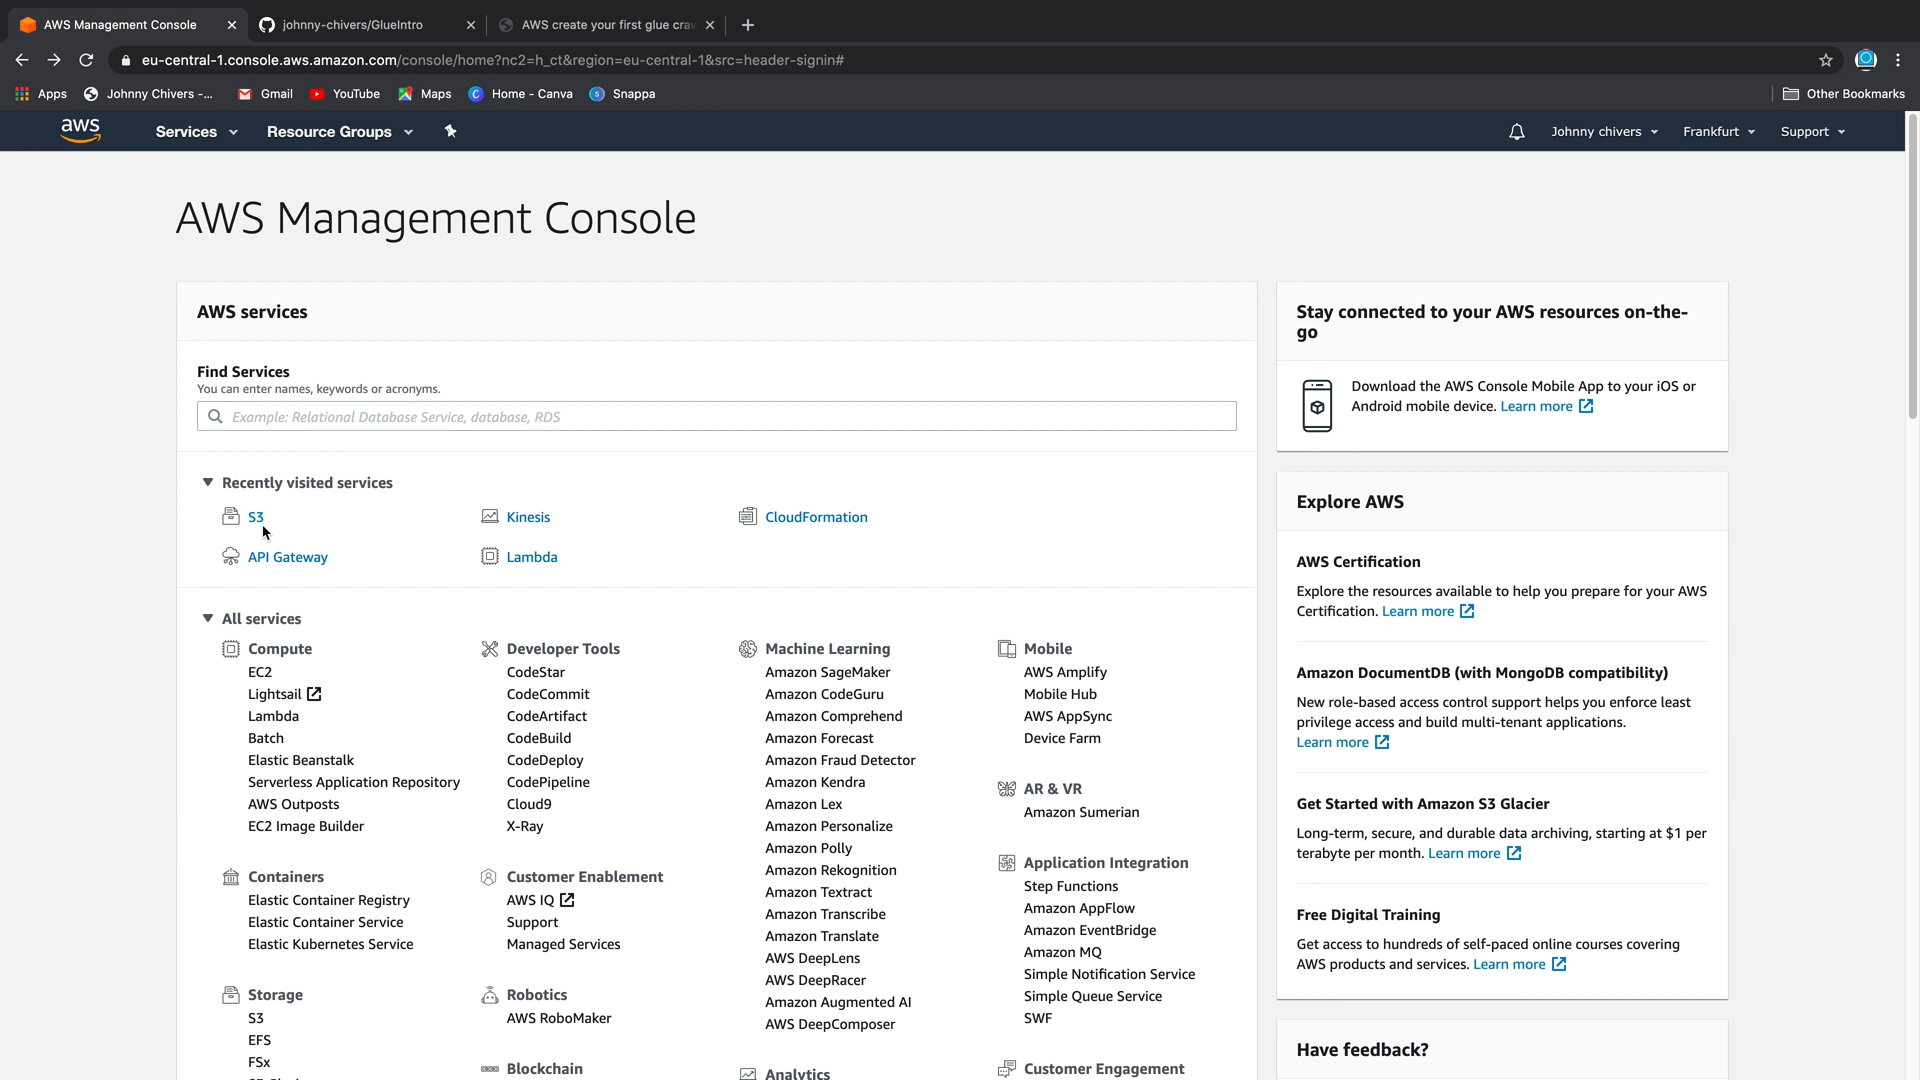 AWS Management Console
johnny-chivers/GlueIntro
AWS create your first glue cra
eu-central-1.console.aws.amazon.com/console/home?nc2=h_ct&region=eu-central-1&src=header-signin#
Apps
Johnny Chivers -...
Gmail
YouTube
Maps
Home - Canva
Snappa
Other Bookmarks
aws
Services
Resource Groups
Johnny chivers
Frankfurt
Support
AWS Management Console
AWS services
Find Services
You can enter names, keywords or acronyms.
Example: Relational Database Service, database, RDS
Recently visited services
S3
Kinesis
CloudFormation
API Gateway
Lambda
All services
Compute
EC2
Lightsail
Lambda
Batch
Elastic Beanstalk
Serverless Application Repository
AWS Outposts
EC2 Image Builder
Containers
Elastic Container Registry
Elastic Container Service
Elastic Kubernetes Service
Storage
S3
EFS
FSx
Developer Tools
CodeStar
CodeCommit
CodeArtifact
CodeBuild
CodeDeploy
CodePipeline
Cloud9
X-Ray
Customer Enablement
AWS IQ
Support
Managed Services
Robotics
AWS RoboMaker
Blockchain
Machine Learning
Amazon SageMaker
Amazon CodeGuru
Amazon Comprehend
Amazon Forecast
Amazon Fraud Detector
Amazon Kendra
Amazon Lex
Amazon Personalize
Amazon Polly
Amazon Rekognition
Amazon Textract
Amazon Transcribe
Amazon Translate
AWS DeepLens
AWS DeepRacer
Amazon Augmented AI
AWS DeepComposer
Analytics
Mobile
AWS Amplify
Mobile Hub
AWS AppSync
Device Farm
AR & VR
Amazon Sumerian
Application Integration
Step Functions
Amazon AppFlow
Amazon EventBridge
Amazon MQ
Simple Notification Service
Simple Queue Service
SWF
Customer Engagement
Stay connected to your AWS resources on-the-
go
Download the AWS Console Mobile App to your iOS or
Android mobile device. Learn more
Explore AWS
AWS Certification
Explore the resources available to help you prepare for your AWS
Certification. Learn more
Amazon DocumentDB (with MongoDB compatibility)
New role-based access control support helps you enforce least
privilege access and build multi-tenant applications.
Learn more
Get Started with Amazon S3 Glacier
Long-term, secure, and durable data archiving, starting at $1 per
terabyte per month. Learn more
Free Digital Training
Get access to hundreds of self-paced online courses covering
AWS products and services. Learn more
Have feedback?